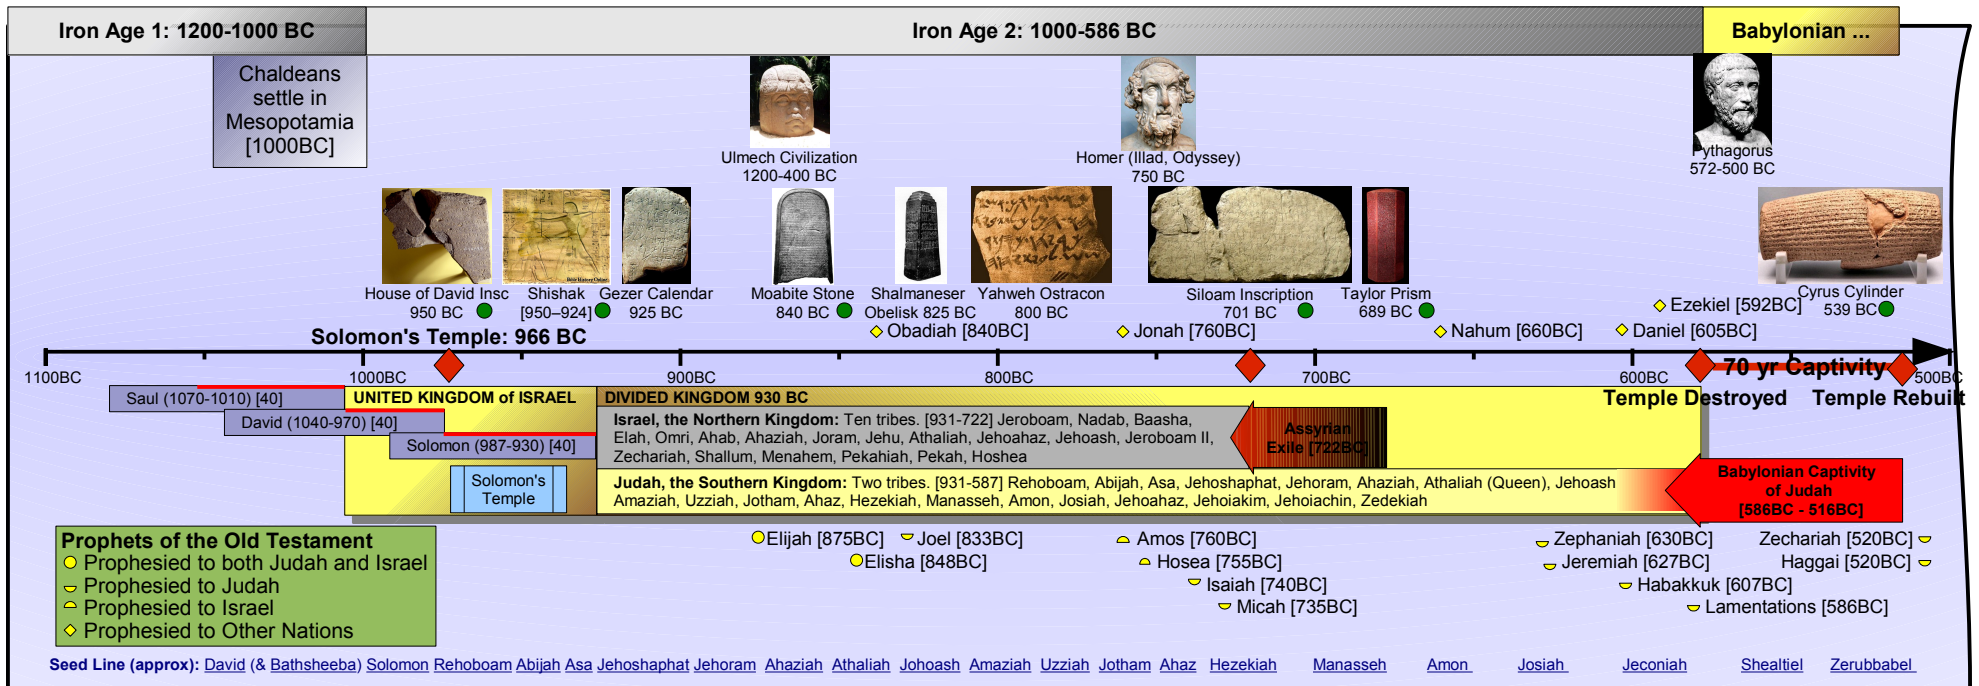 Iron Age 1: 1200-1000 BC
Iron Age 2: 1000-586 BC
Babylonian ...
Chaldeans
settle in
Mesopotamia
[1000BC]
Ulmech Civilization
1200-400 BC
Homer (Illad, Odyssey)
750 BC
Pythagorus
572-500 BC
House of David Insc
950 BC
Shishak
[950–924]
Gezer Calendar
925 BC
Moabite Stone
840 BC
Shalmaneser
Obelisk 825 BC
Yahweh Ostracon
800 BC
Siloam Inscription
701 BC
Taylor Prism
689 BC
Cyrus Cylinder
539 BC
Ezekiel [592BC]
Obadiah [840BC]
Jonah [760BC]
Nahum [660BC]
Daniel [605BC]
Solomon's Temple: 966 BC
1100BC
1000BC
900BC
800BC
700BC
600BC
500BC
70 yr Captivity
Temple Destroyed
Temple Rebuilt
Saul (1070-1010) [40]
David (1040-970) [40]
Solomon (987-930) [40]
UNITED KINGDOM of ISRAEL
Solomon's
Temple
DIVIDED KINGDOM 930 BC
Israel, the Northern Kingdom: Ten tribes. [931-722] Jeroboam, Nadab, Baasha,
Elah, Omri, Ahab, Ahaziah, Joram, Jehu, Athaliah, Jehoahaz, Jehoash, Jeroboam II,
Zechariah, Shallum, Menahem, Pekahiah, Pekah, Hoshea
Assyrian
Exile [722BC]
Judah, the Southern Kingdom: Two tribes. [931-587] Rehoboam, Abijah, Asa, Jehoshaphat, Jehoram, Ahaziah, Athaliah (Queen), Jehoash
Amaziah, Uzziah, Jotham, Ahaz, Hezekiah, Manasseh, Amon, Josiah, Jehoahaz, Jehoiakim, Jehoiachin, Zedekiah
Babylonian Captivity
of Judah
[586BC - 516BC]
Prophets of the Old Testament
Prophesied to both Judah and Israel
Prophesied to Judah
Prophesied to Israel
Prophesied to Other Nations
Elijah [875BC]
Elisha [848BC]
Joel [833BC]
Amos [760BC]
Hosea [755BC]
Isaiah [740BC]
Micah [735BC]
Zephaniah [630BC]
Jeremiah [627BC]
Habakkuk [607BC]
Lamentations [586BC]
Zechariah [520BC]
Haggai [520BC]
Seed Line (approx): David (& Bathsheeba) Solomon Rehoboam Abijah Asa Jehoshaphat Jehoram Ahaziah Athaliah Johoash Amaziah Uzziah Jotham Ahaz Hezekiah Manasseh Amon Josiah Jeconiah Shealtiel Zerubbabel